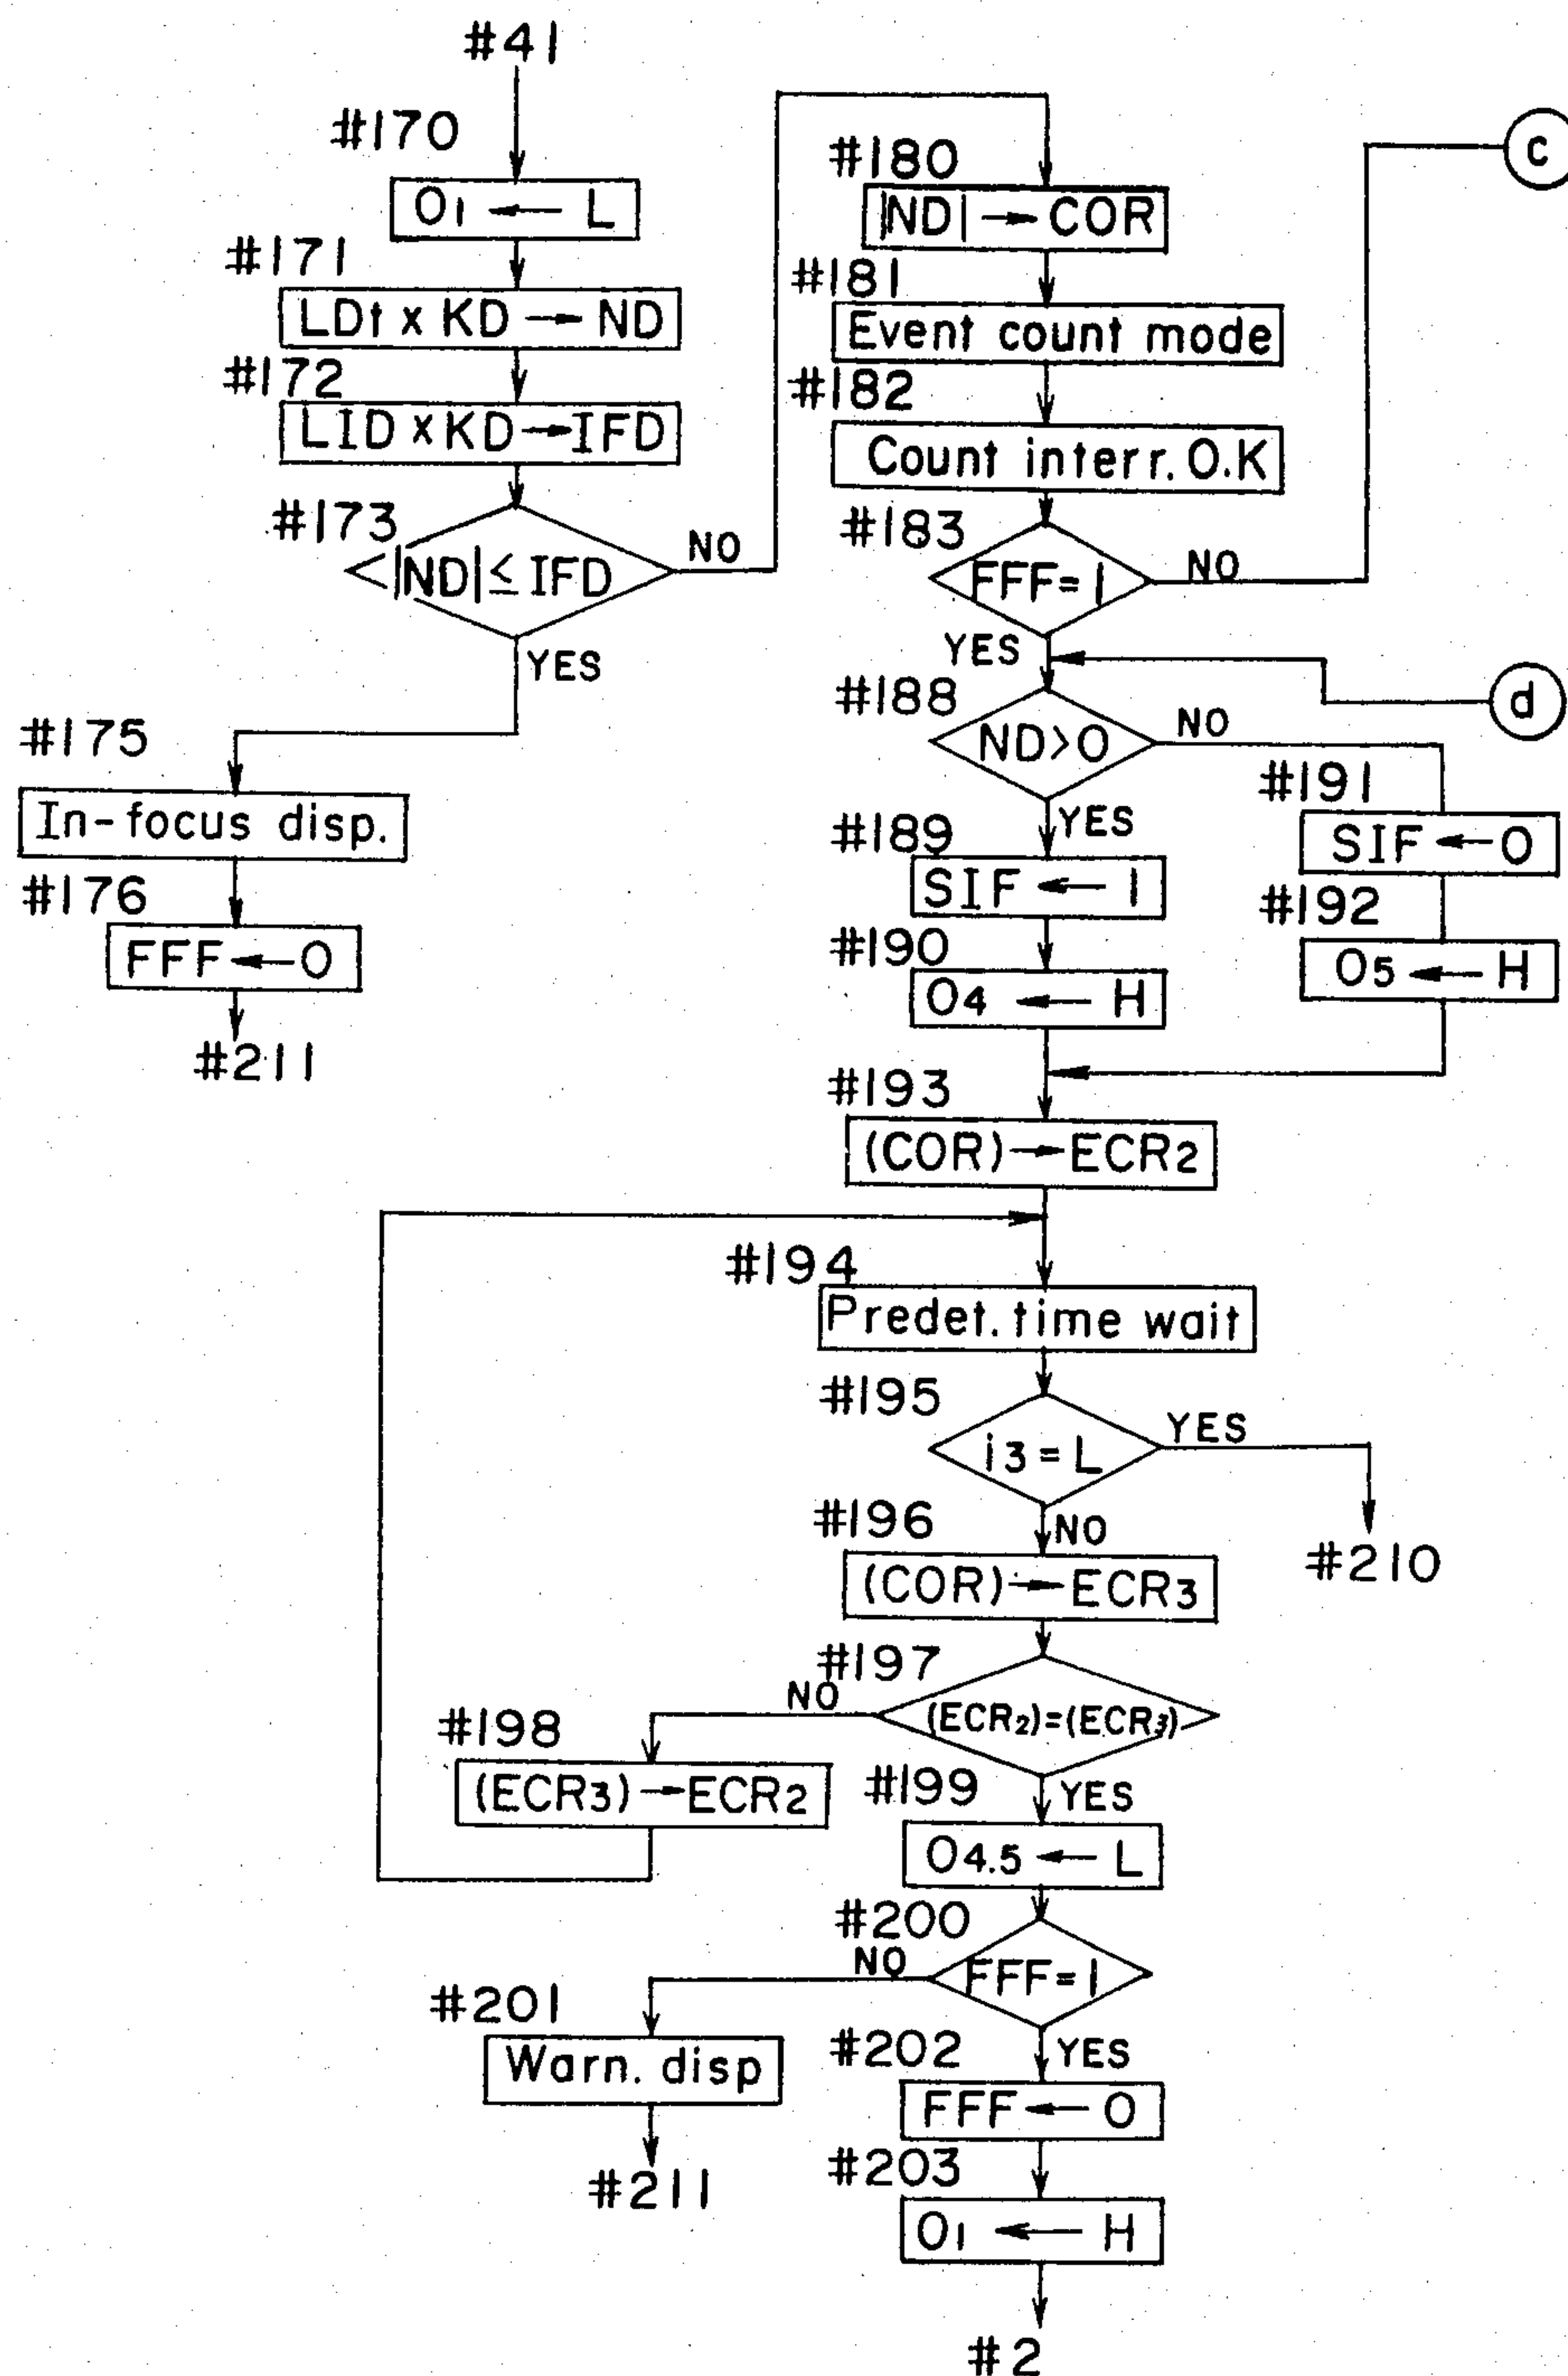 #41
#170
O1 ← L
#171
LDt × KD → ND
#172
LID × KD → IFD
#173
|ND| ≤ IFD
NO
YES
#175
In-focus disp.
#176
FFF ← O
#211
#180
|ND| → COR
#181
Event count mode
#182
Count interr. O.K
#183
FFF = 1
NO
c
YES
#188
ND > O
NO
d
YES
#189
SIF ← 1
#190
O4 ← H
#191
SIF ← O
#192
O5 ← H
#193
(COR) → ECR2
#194
Predet. time wait
#195
i3 = L
YES
#210
NO
#196
(COR) → ECR3
#197
(ECR2) = (ECR3)
NO
#198
(ECR3) → ECR2
YES
#199
O4.5 ← L
#200
FFF = 1
NO
#201
Warn. disp
#211
YES
#202
FFF ← O
#203
O1 ← H
#2